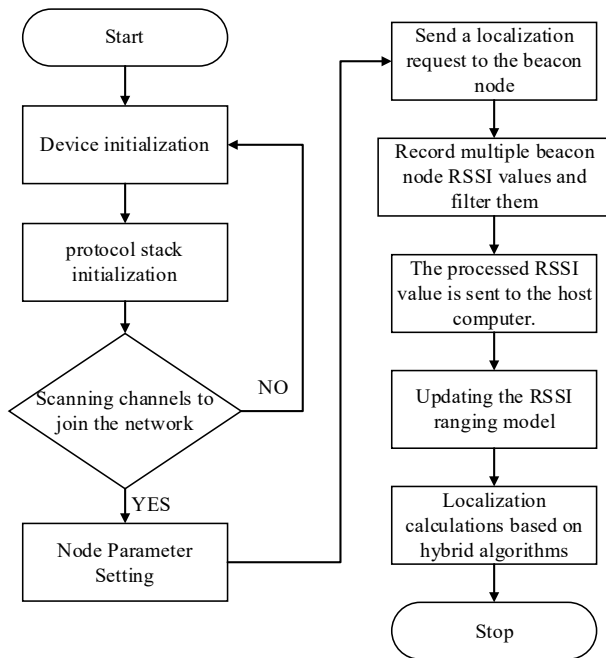 Start
Device initialization
protocol stack
initialization
Scanning channels to
join the network
NO
YES
Node Parameter
Setting
Send a localization
request to the beacon
node
Record multiple beacon
node RSSI values and
filter them
The processed RSSI
value is sent to the host
computer.
Updating the RSSI
ranging model
Localization
calculations based on
hybrid algorithms
Stop